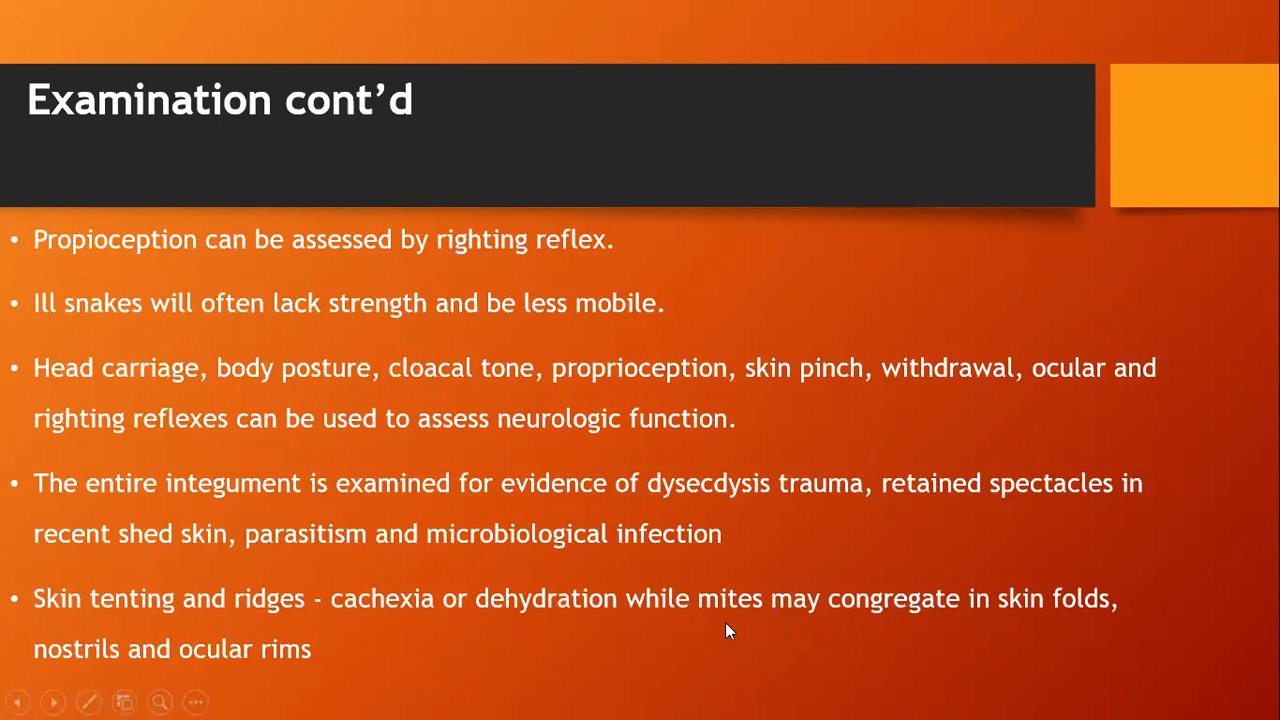 Examination cont’d
• Propioception can be assessed by righting reflex.
• Ill snakes will often lack strength and be less mobile.
• Head carriage, body posture, cloacal tone, proprioception, skin pinch, withdrawal, ocular and
righting reflexes can be used to assess neurologic function.
• The entire integument is examined for evidence of dysecdysis trauma, retained spectacles in
recent shed skin, parasitism and microbiological infection
• Skin tenting and ridges - cachexia or dehydration while mites may congregate in skin folds,
nostrils and ocular rims